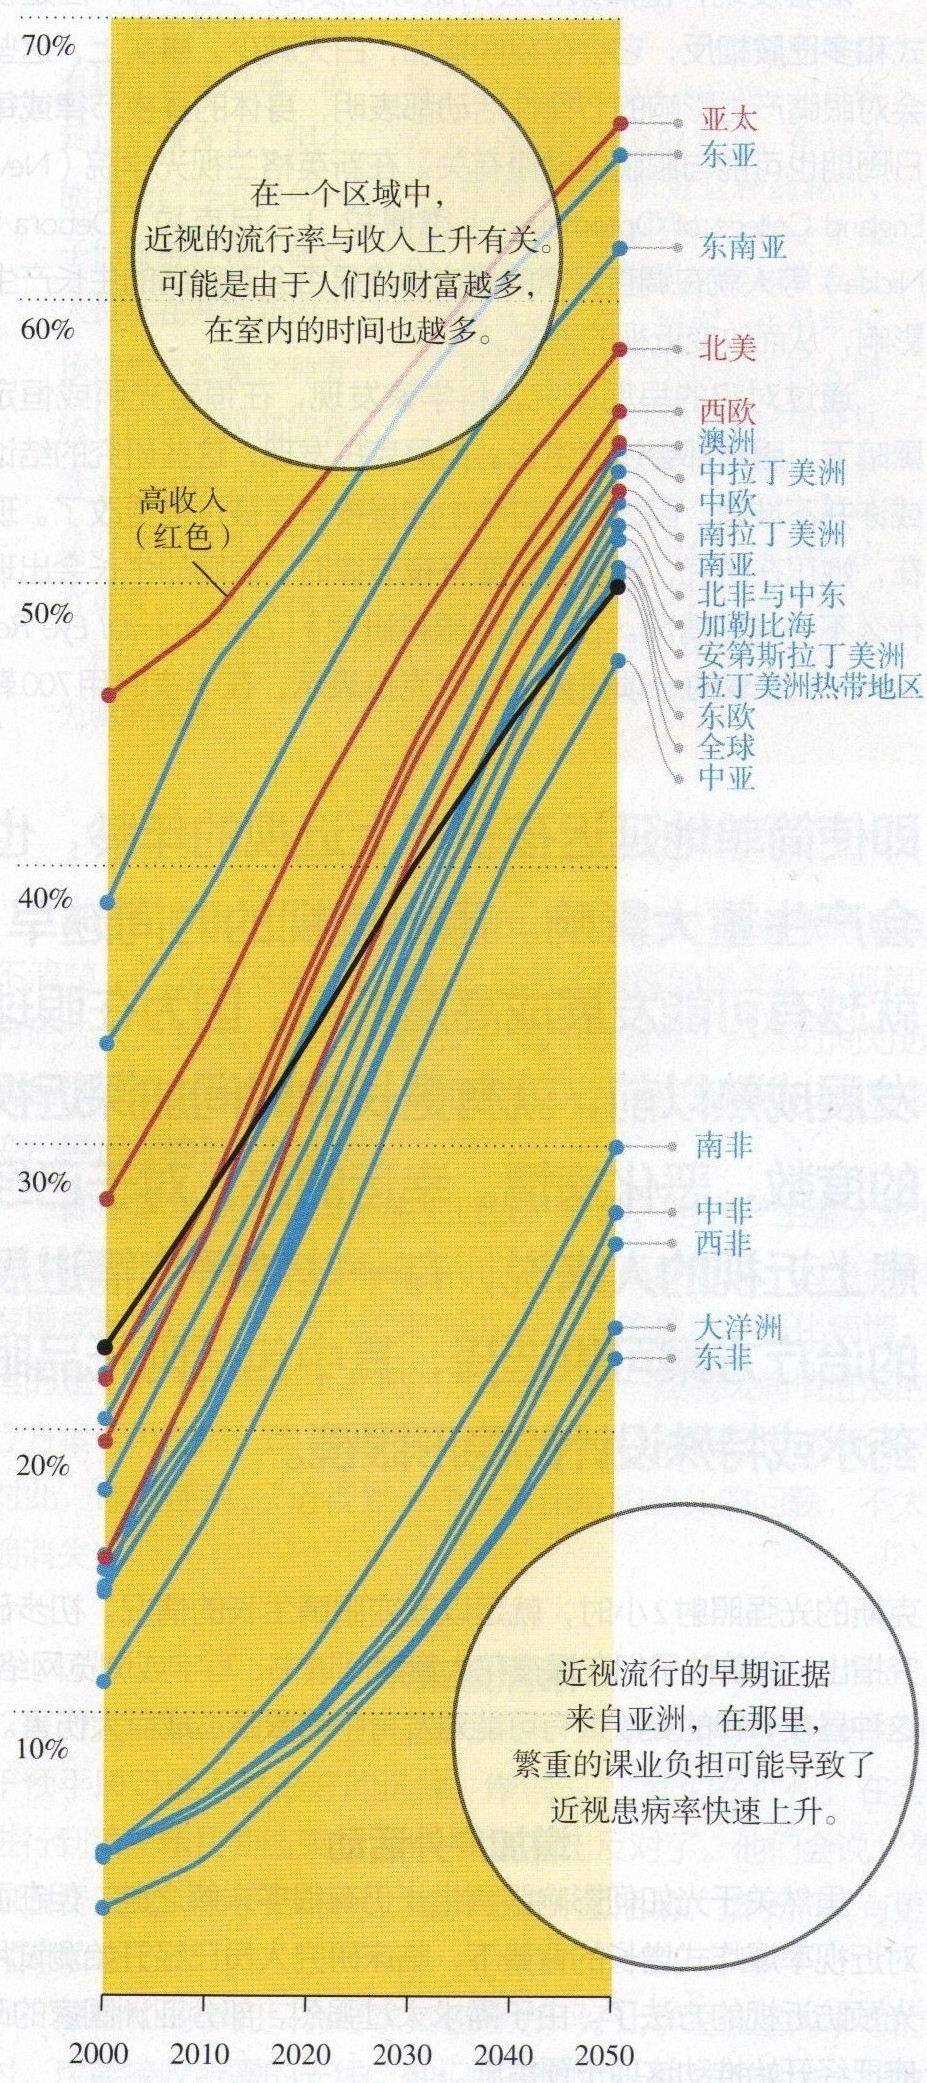 70%
亚太
东亚
在一个区域中，
近视的流行率与收入上升有关。
可能是由于人们的财富越多，
在室内的时间也越多。
东南亚
60%
北美
西欧
澳洲
中拉丁美洲
高收入
（红色）
中欧
南拉丁美洲
南亚
北非与中东
50%
加勒比海
安第斯拉丁美洲
拉丁美洲热带地区
东欧
全球
中亚
40%
30%
南非
中非
西非
大洋洲
东非
20%
近视流行的早期证据
来自亚洲，在那里，
繁重的课业负担可能导致了
近视患病率快速上升。
10%
2000 2010 2020 2030 2040 2050